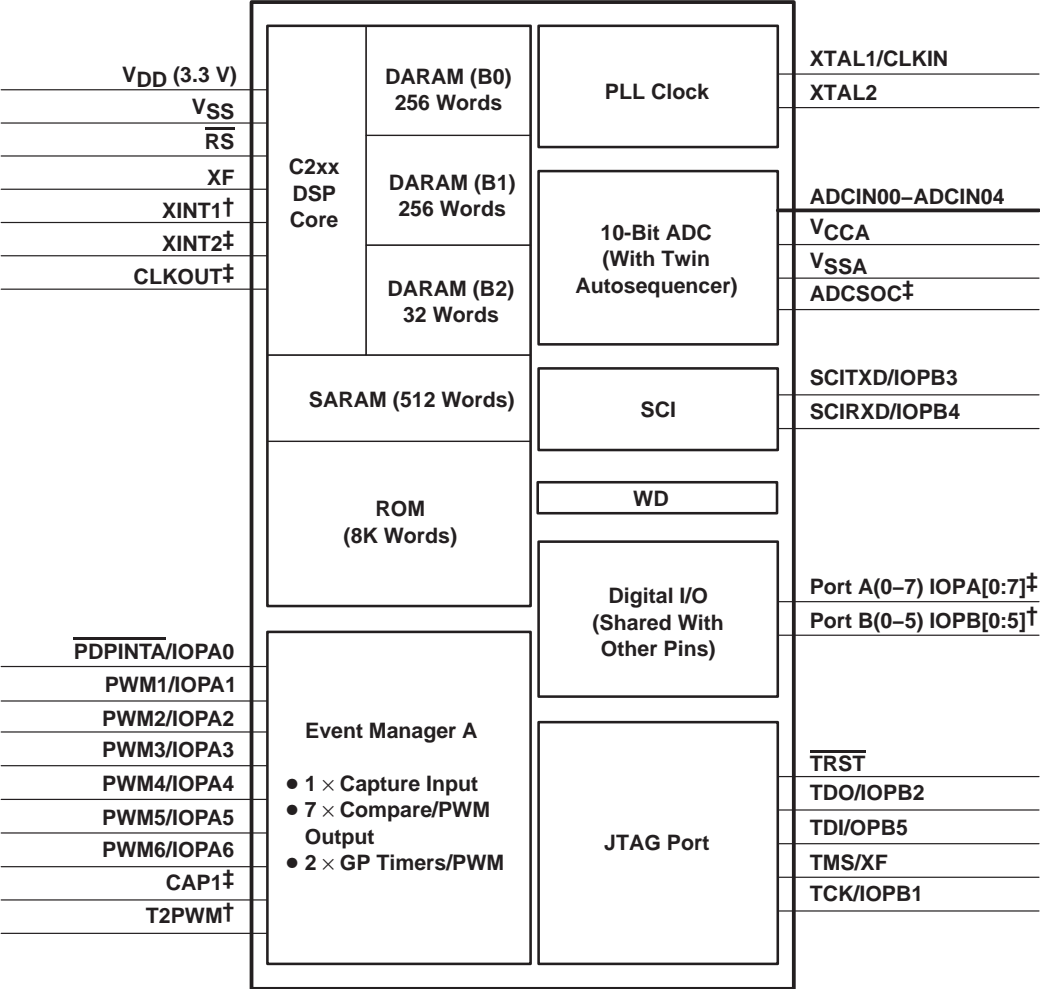 VDD (3.3 V)
VSS
RS
XF
XINT1†
XINT2‡
CLKOUT‡
C2xx
DSP
Core
DARAM (B0)
256 Words
DARAM (B1)
256 Words
DARAM (B2)
32 Words
SARAM (512 Words)
ROM
(8K Words)
PLL Clock
XTAL1/CLKIN
XTAL2
10-Bit ADC
(With Twin
Autosequencer)
ADCIN00–ADCIN04
VCCA
VSSA
ADCSOC‡
SCI
SCITXD/IOPB3
SCIRXD/IOPB4
WD
Digital I/O
(Shared With
Other Pins)
Port A(0–7) IOPA[0:7]‡
Port B(0–5) IOPB[0:5]†
PDPINTA/IOPA0
PWM1/IOPA1
PWM2/IOPA2
PWM3/IOPA3
PWM4/IOPA4
PWM5/IOPA5
PWM6/IOPA6
CAP1‡
T2PWM†
Event Manager A
• 1 × Capture Input
• 7 × Compare/PWM
Output
• 2 × GP Timers/PWM
JTAG Port
TRST
TDO/IOPB2
TDI/OPB5
TMS/XF
TCK/IOPB1